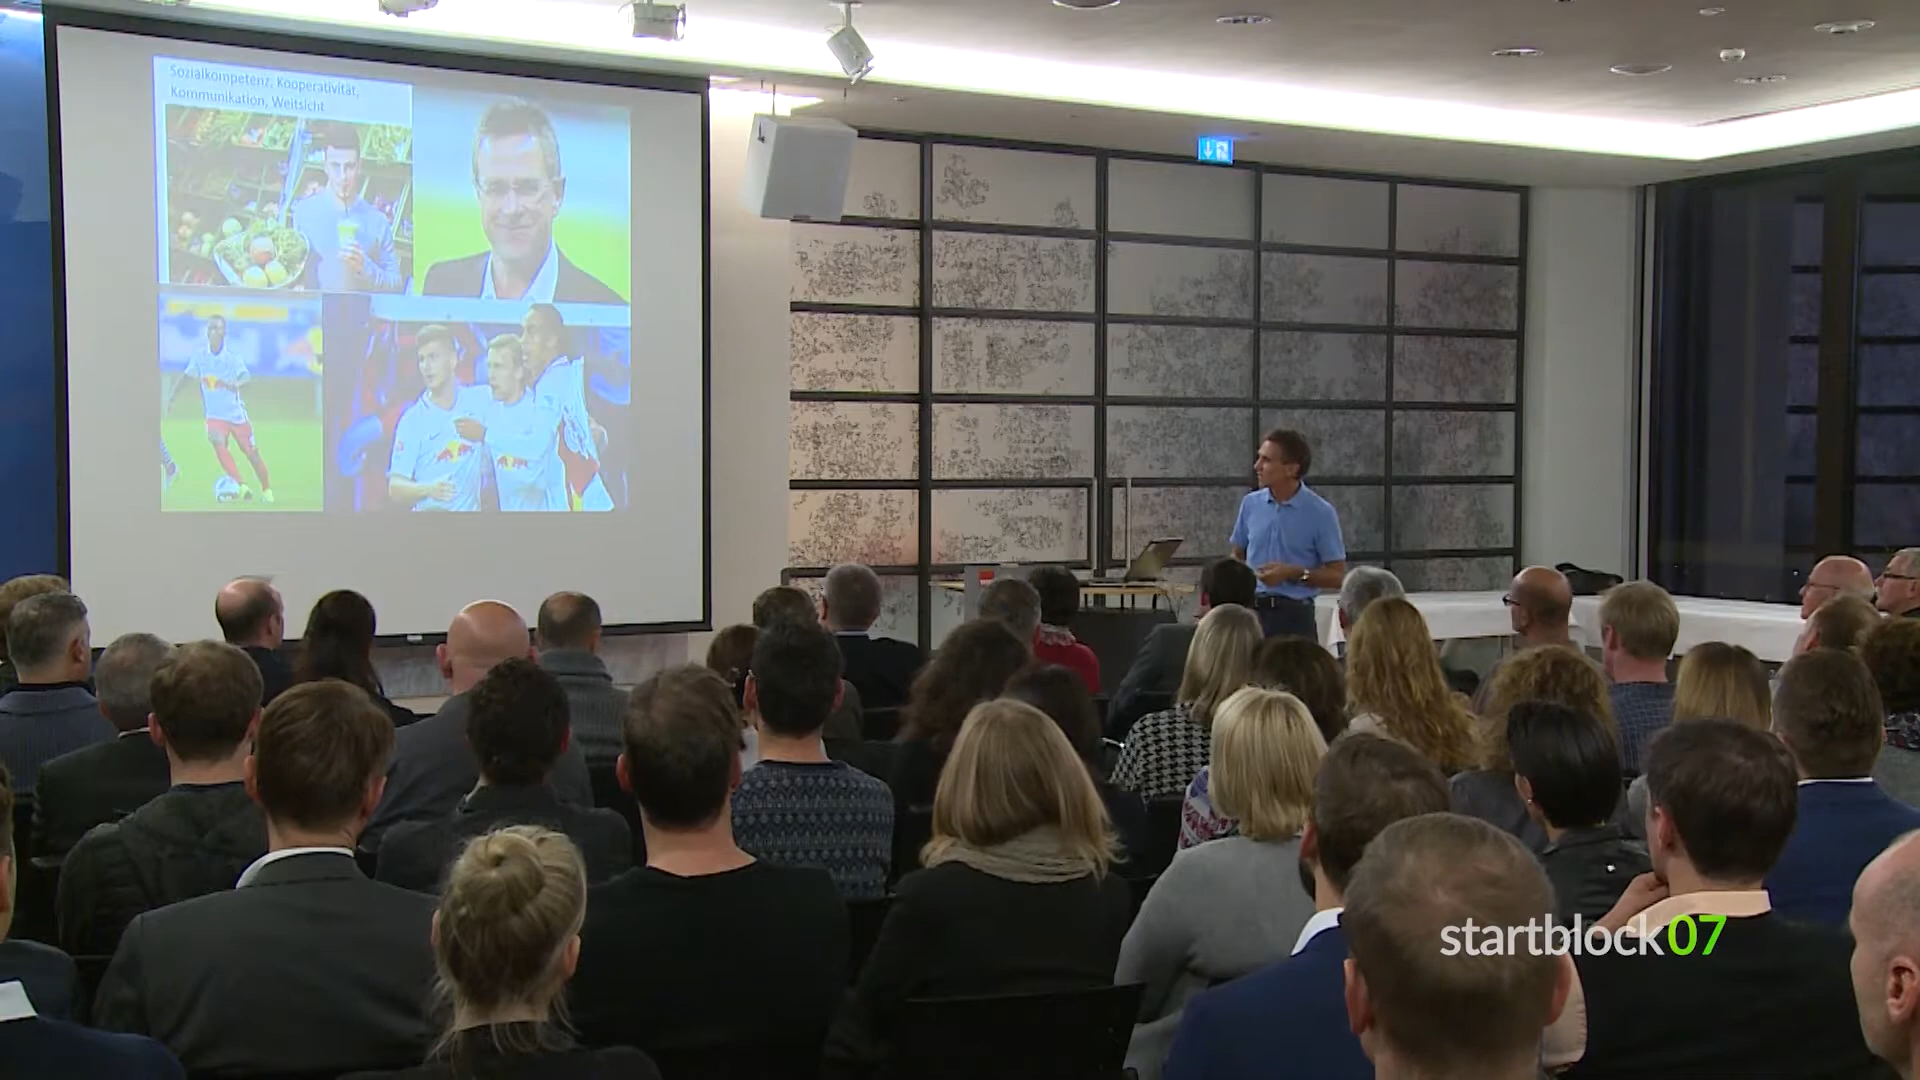 Sozialkompetenz, Kooperativität,
Kommunikation, Weitsicht
startblock07